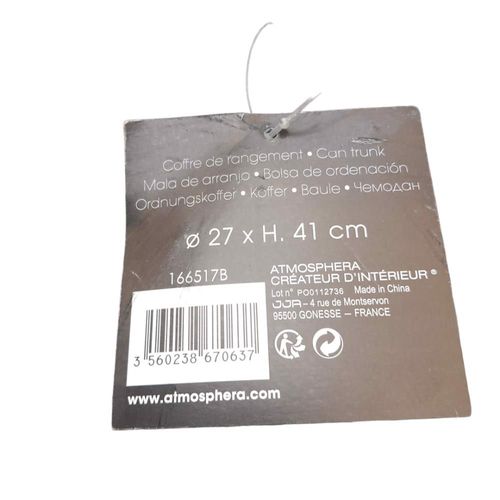 Coffre de rangement • Can trunk
Mala de arranjo • Bolsa de ordenación
Ordnungskoffer • Koffer • Baule • Чемодан
ø 27 x H. 41 cm
166517B
ATMOSPHERA
CRÉATEUR D'INTÉRIEUR®
Lot n° PO0112736 Made in China
JJA – 4 rue de Montservon
95500 GONESSE – FRANCE
3 560238 670637
www.atmosphera.com